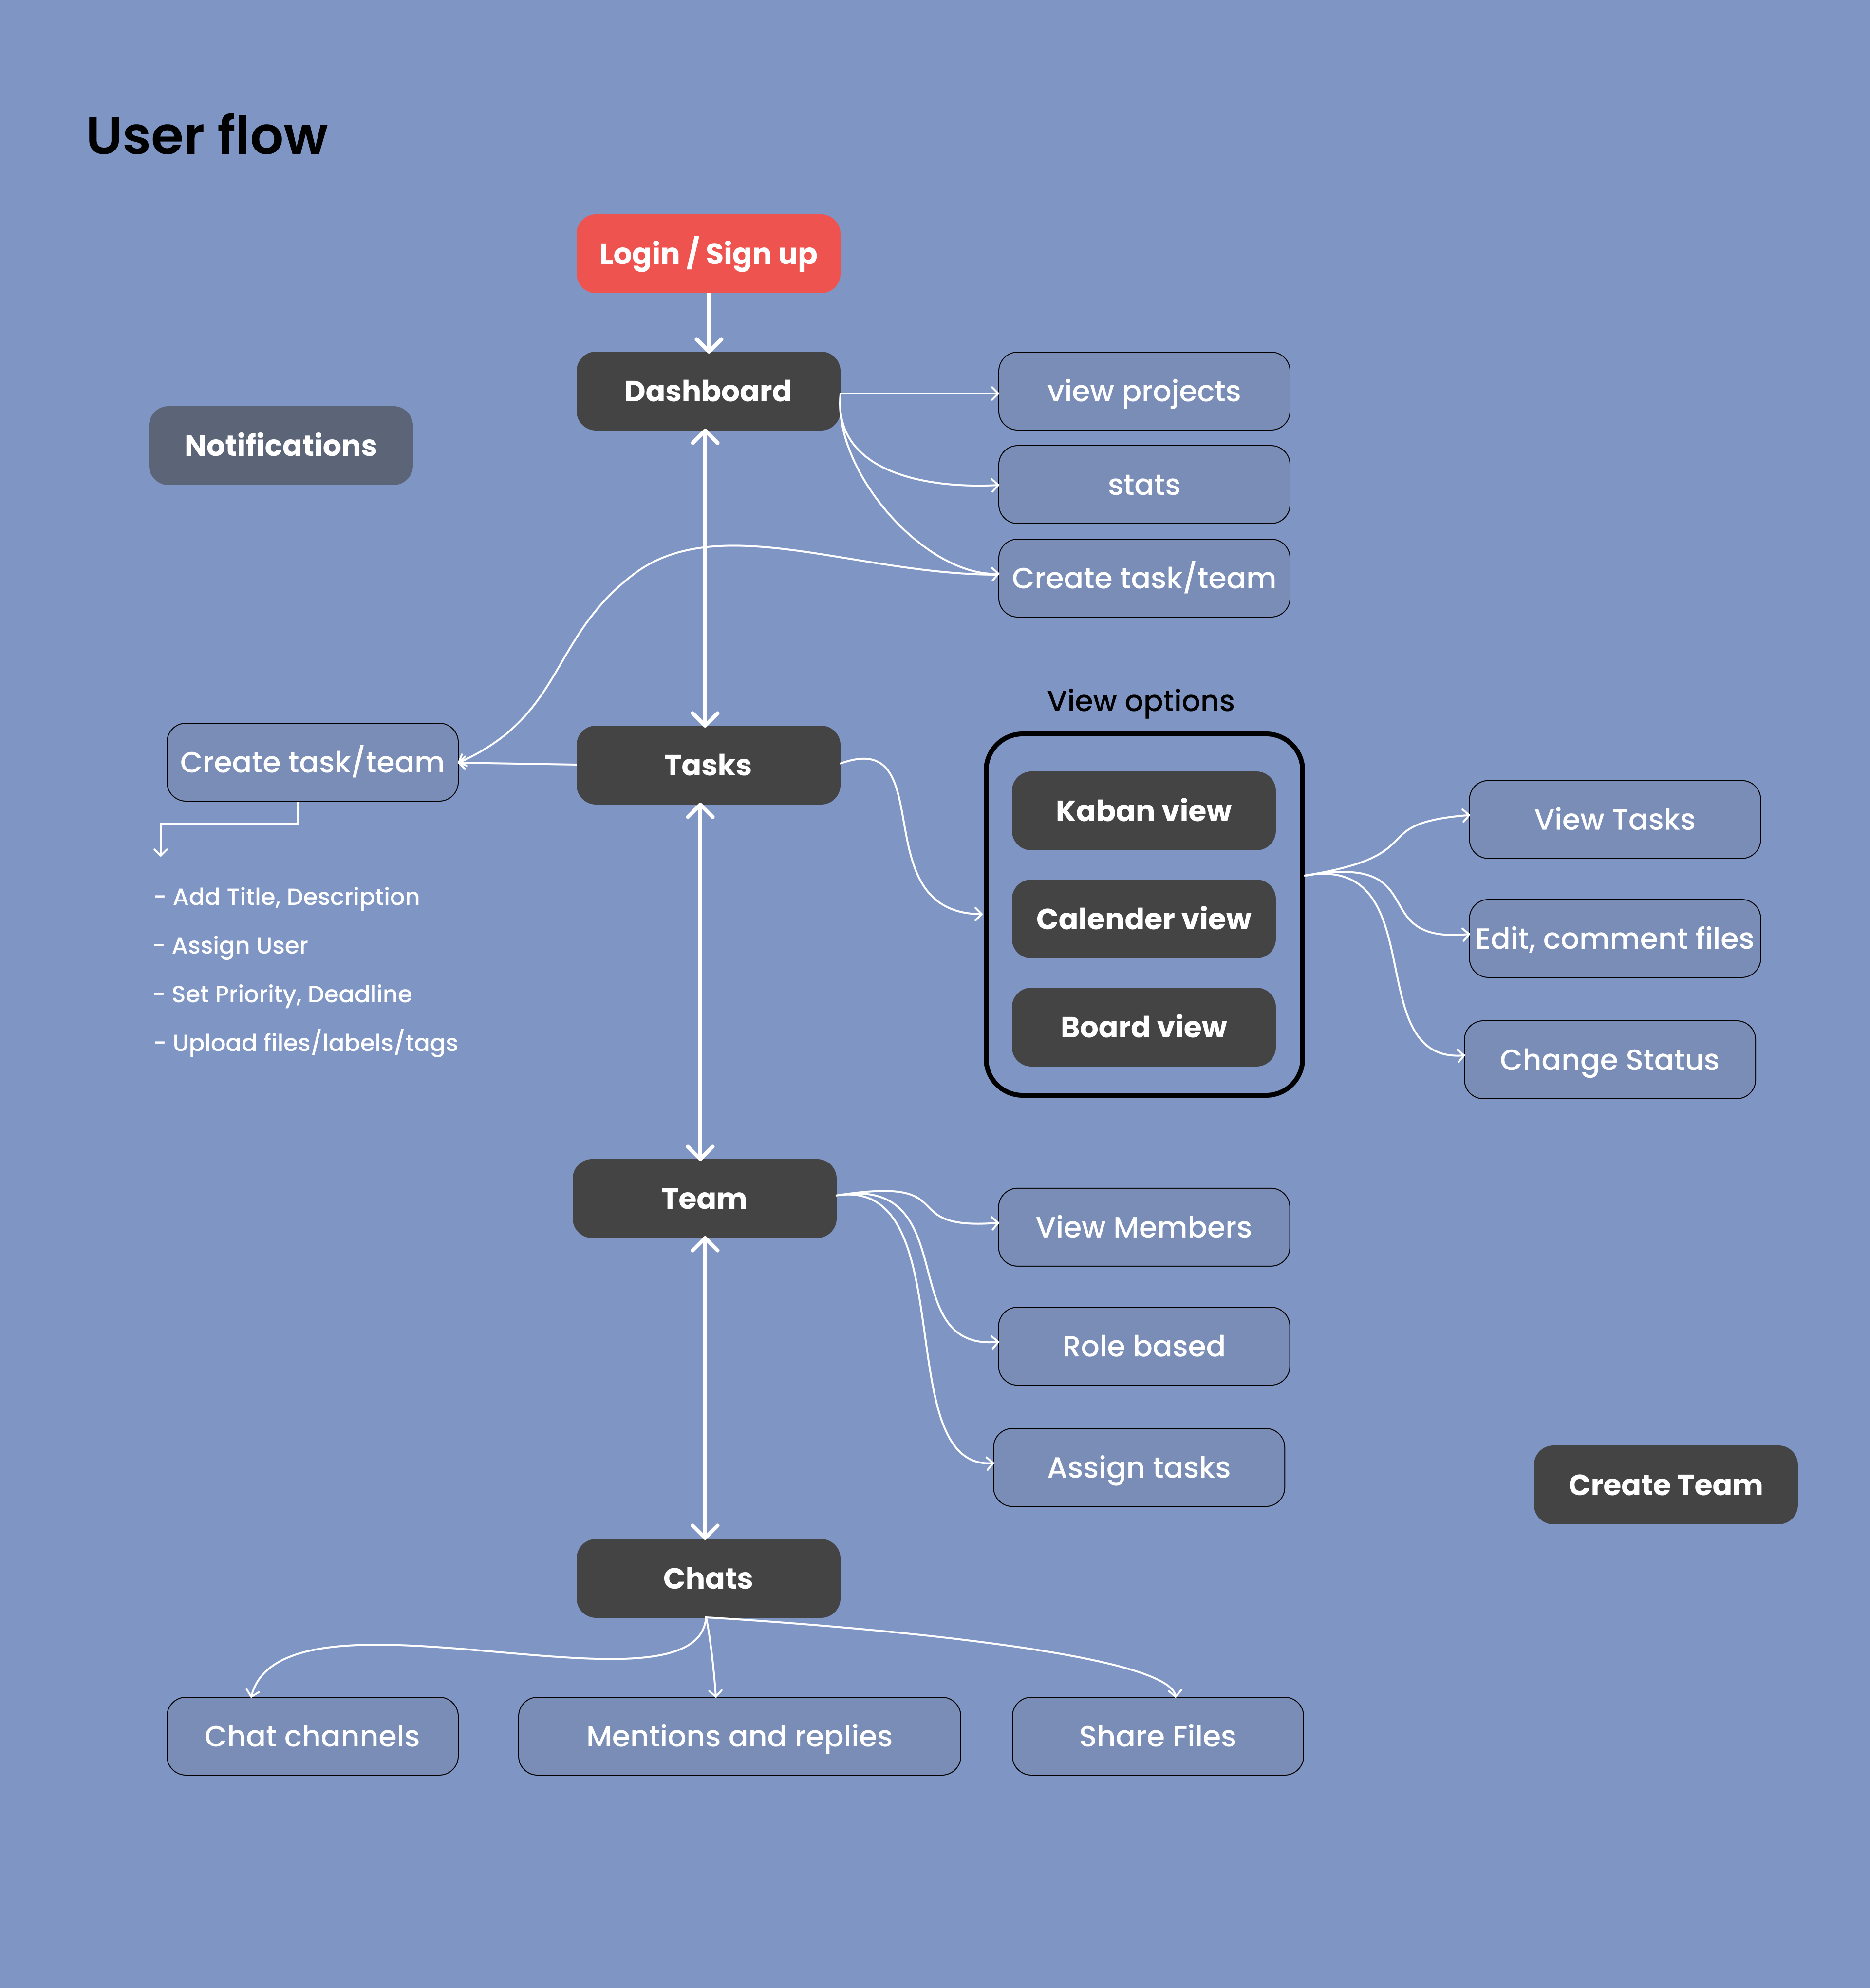 User flow
Login / Sign up
Dashboard
view projects
Notifications
stats
Create task/team
View options
Create task/team
Tasks
Kaban view
View Tasks
Calender view
Edit, comment files
Board view
Change Status
- Add Title, Description
- Assign User
- Set Priority, Deadline
- Upload files/labels/tags
Team
View Members
Role based
Assign tasks
Create Team
Chats
Chat channels
Mentions and replies
Share Files